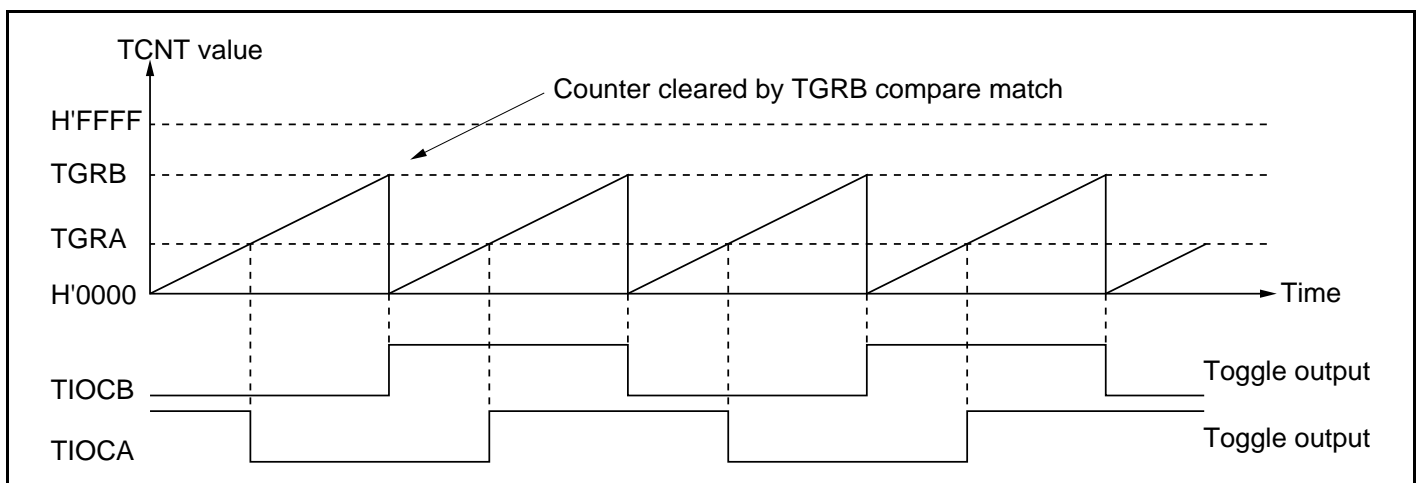 TCNT value
Counter cleared by TGRB compare match
H'FFFF
TGRB
TGRA
H'0000
Time
TIOCB
Toggle output
TIOCA
Toggle output